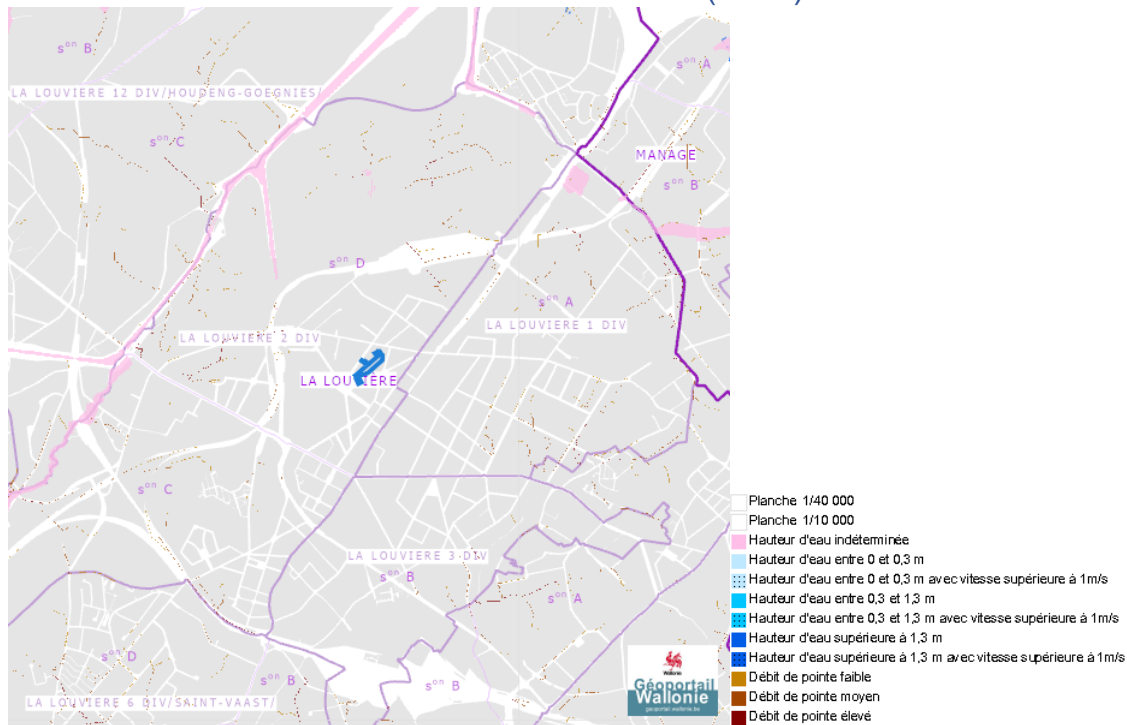 sᵒⁿ B
sᵒⁿ A
LA LOUVIERE 12 DIV/HOUDENG-GOEGNIES/
sᵒⁿ C
MANAGE
sᵒⁿ B
sᵒⁿ D
sᵒⁿ A
LA LOUVIERE 1 DIV
LA LOUVIERE 2 DIV
LA LOUVIÈRE
sᵒⁿ C
Planche 1/40 000
Planche 1/10 000
Hauteur d'eau indéterminée
LA LOUVIERE 3 DIV
Hauteur d'eau entre 0 et 0,3 m
sᵒⁿ B
Hauteur d'eau entre 0 et 0,3 m avec vitesse supérieure à 1m/s
sᵒⁿ A
Hauteur d'eau entre 0,3 et 1,3 m
Hauteur d'eau entre 0,3 et 1,3 m avec vitesse supérieure à 1m/s
Hauteur d'eau supérieure à 1,3 m
sᵒⁿ D
Hauteur d'eau supérieure à 1,3 m avec vitesse supérieure à 1m/s
Wallonie
sᵒⁿ B
sᵒⁿ B
Débit de pointe faible
Géoportail
Wallonie
Débit de pointe moyen
LA LOUVIERE 6 DIV/SAINT-VAAST/
geoportail.wallonie.be
Débit de pointe élevé